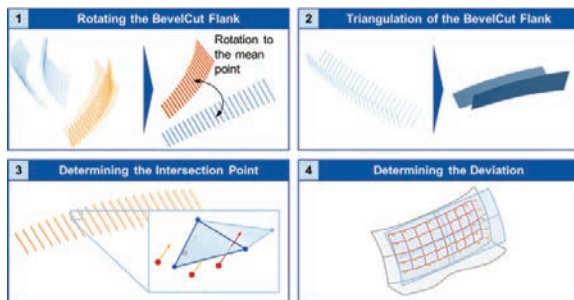 1 Rotating the BevelCut Flank
Rotation to
the mean
point
2 Triangulation of the BevelCut Flank
3 Determining the Intersection Point
4 Determining the Deviation